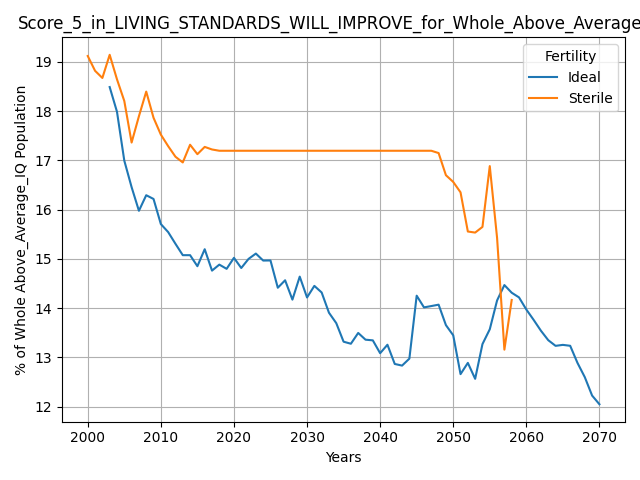 Score_5_in_LIVING_STANDARDS_WILL_IMPROVE_for_Whole_Above_Average
Fertility
Ideal
Sterile
19
18
17
16
15
14
13
12
% of Whole Above_Average_IQ Population
2000 2010 2020 2030 2040 2050 2060 2070
Years